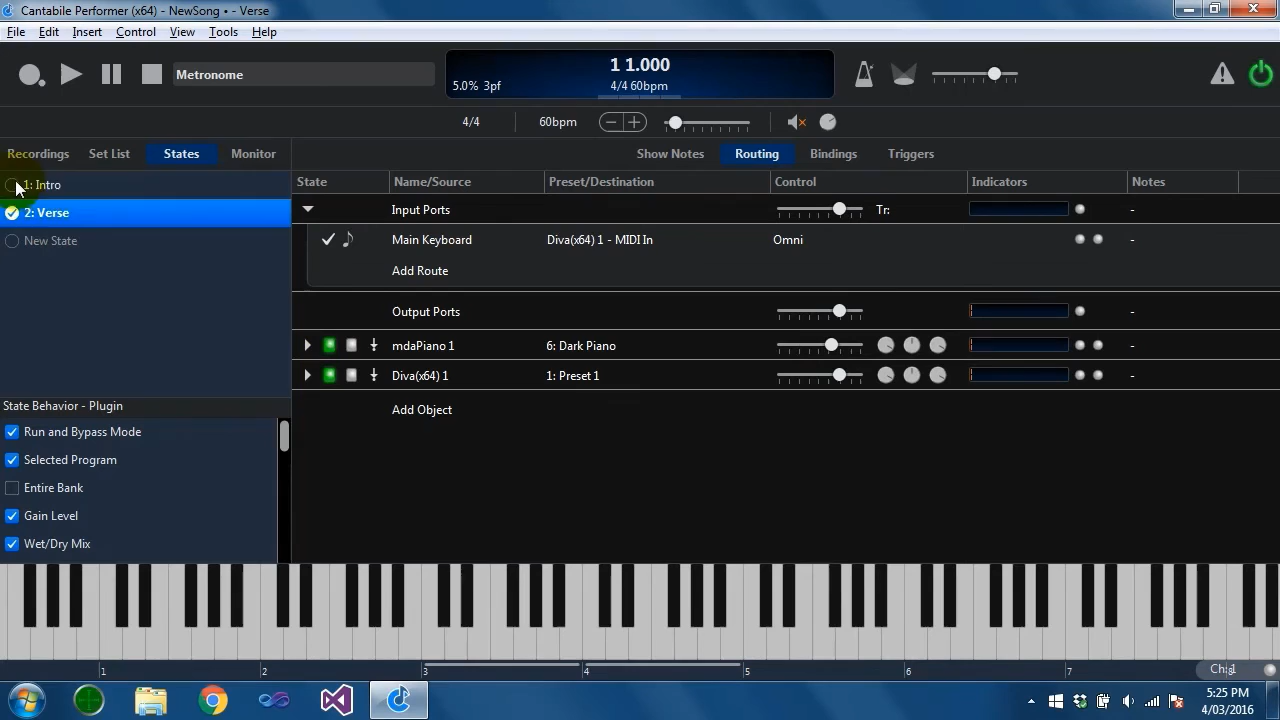 Cantabile Performer (x64) - NewSong • - Verse
File Edit Insert Control View Tools Help
Metronome
1 1.000
5.0% 3pf
4/4 60bpm
4/4
60bpm
Recordings Set List States Monitor
Show Notes Routing Bindings Triggers
1: Intro
2: Verse
New State
State Name/Source Preset/Destination Control Indicators Notes
Input Ports Tr: -
Main Keyboard Diva(x64) 1 - MIDI In Omni -
Add Route
Output Ports -
mdaPiano 1 6: Dark Piano -
Diva(x64) 1 1: Preset 1 -
Add Object
State Behavior - Plugin
Run and Bypass Mode
Selected Program
Entire Bank
Gain Level
Wet/Dry Mix
1 2 3 4 5 6 7
Ch: 1
5:25 PM
4/03/2016